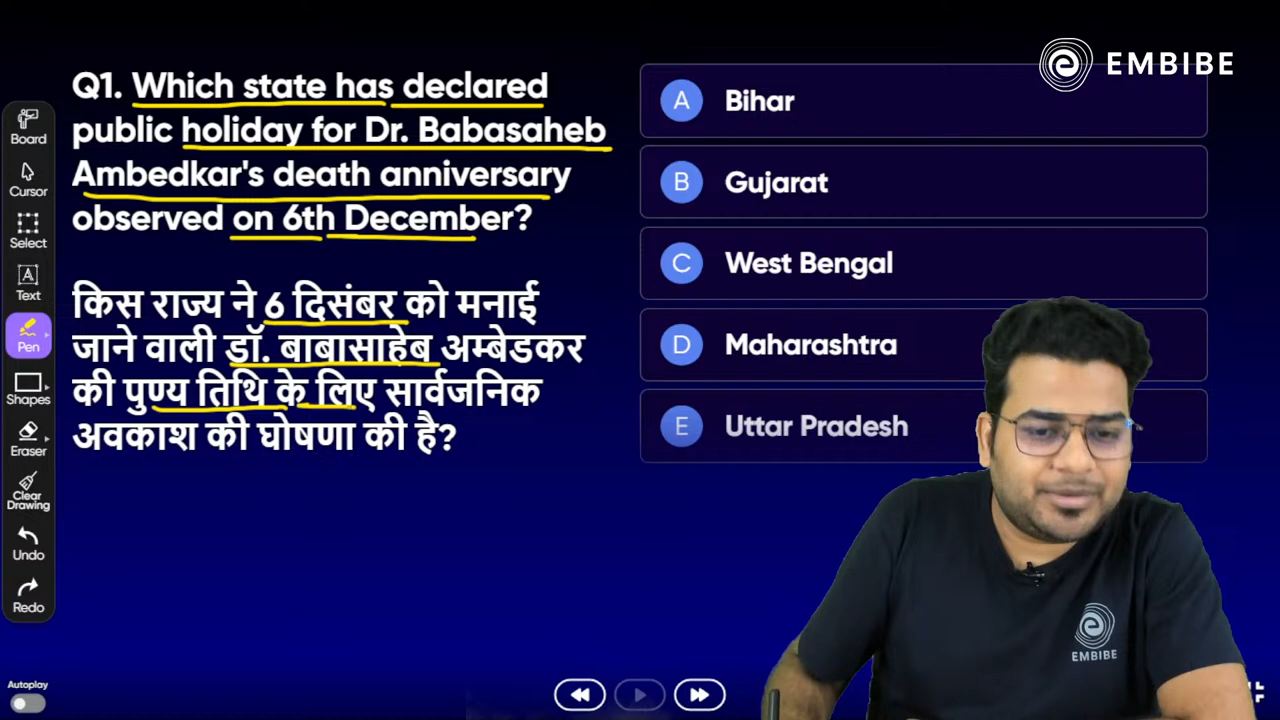 EMBIBE
Q1. Which state has declared
public holiday for Dr. Babasaheb
Ambedkar's death anniversary
observed on 6th December?
किस राज्य ने 6 दिसंबर को मनाई
जाने वाली डॉ. बाबासाहेब अम्बेडकर
की पुण्य तिथि के लिए सार्वजनिक
अवकाश की घोषणा की है?
A Bihar
B Gujarat
C West Bengal
D Maharashtra
E Uttar Pradesh
Board
Cursor
Select
A
Text
Pen
Shapes
Eraser
Clear
Drawing
Undo
Redo
Autoplay
EMBIBE